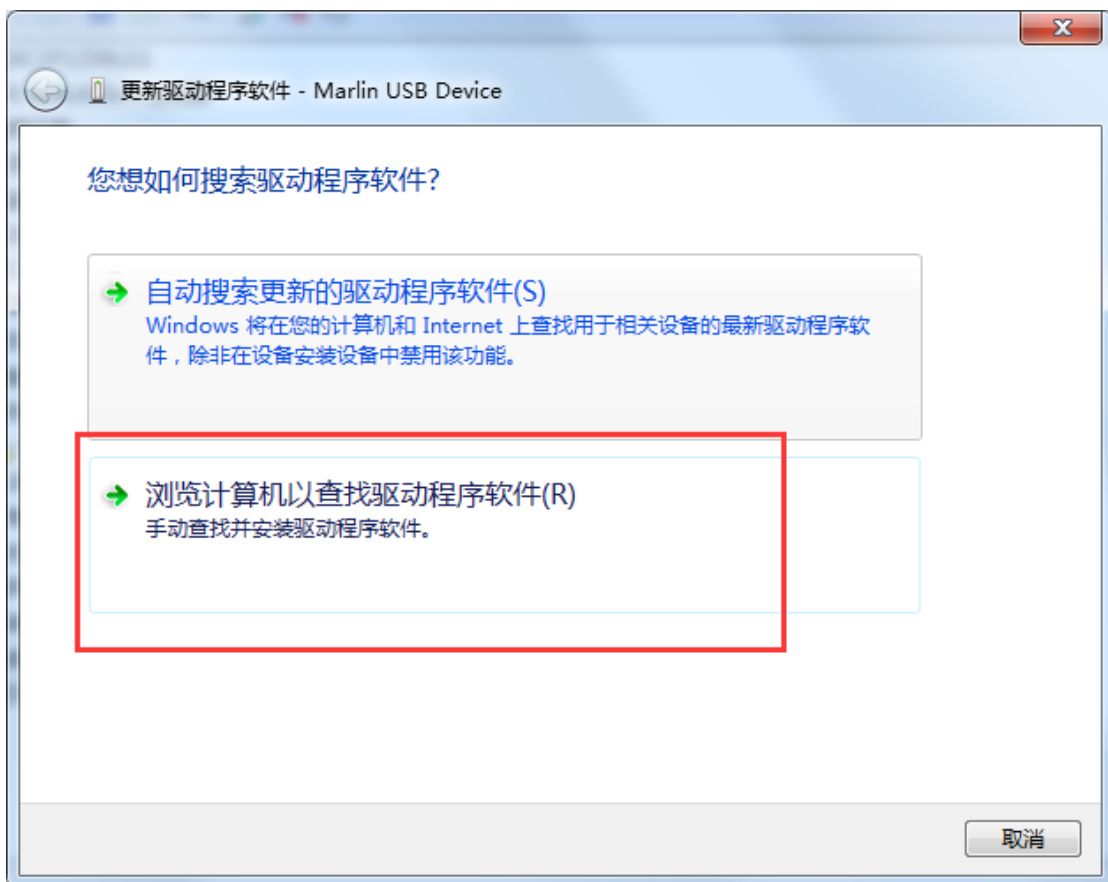 更新驱动程序软件 - Marlin USB Device
您想如何搜索驱动程序软件?
自动搜索更新的驱动程序软件(S)
Windows 将在您的计算机和 Internet 上查找用于相关设备的最新驱动程序软
件，除非在设备安装设备中禁用该功能。
浏览计算机以查找驱动程序软件(R)
手动查找并安装驱动程序软件。
取消